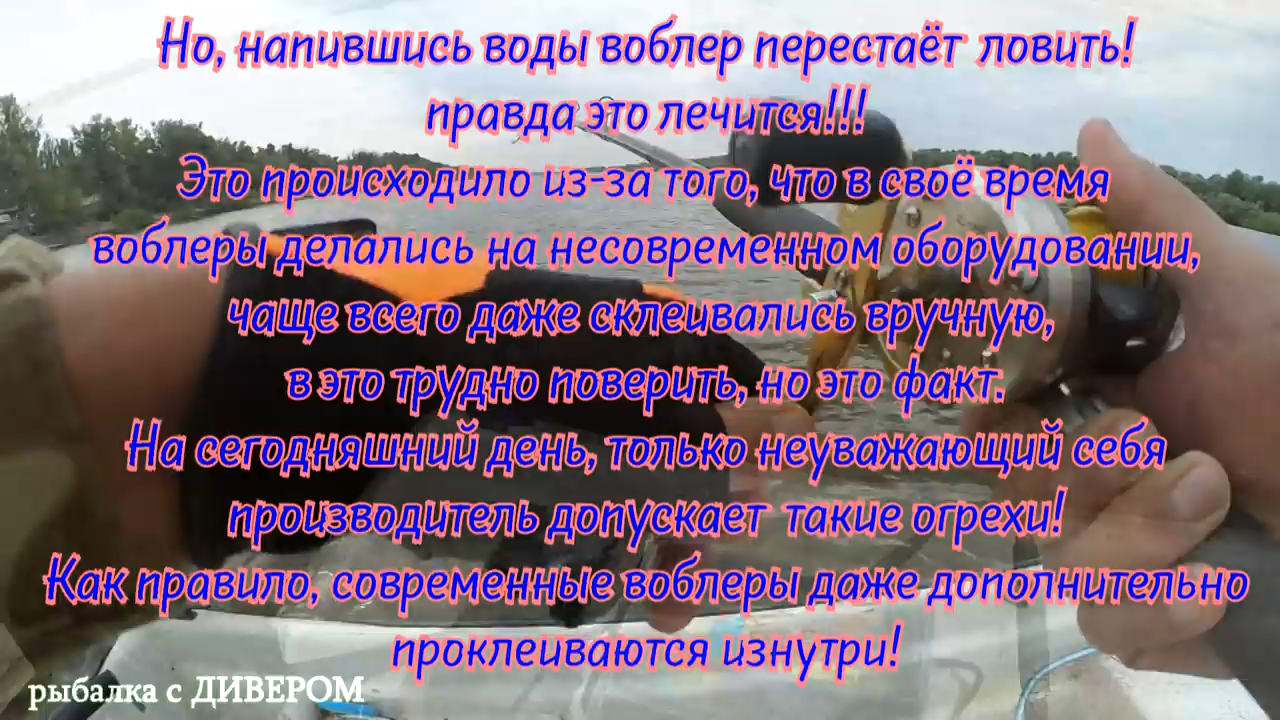 Но, напившись воды воблер перестаёт ловить!
правда это лечится!!!
Это происходило из-за того, что в своё время
воблеры делались на несовременном оборудовании,
чаще всего даже склеивались вручную,
в это трудно поверить, но это факт.
На сегодняшний день, только неуважающий себя
производитель допускает такие огрехи!
Как правило, современные воблеры даже дополнительно
проклеиваются изнутри!
рыбалка с ДИВЕРОМ